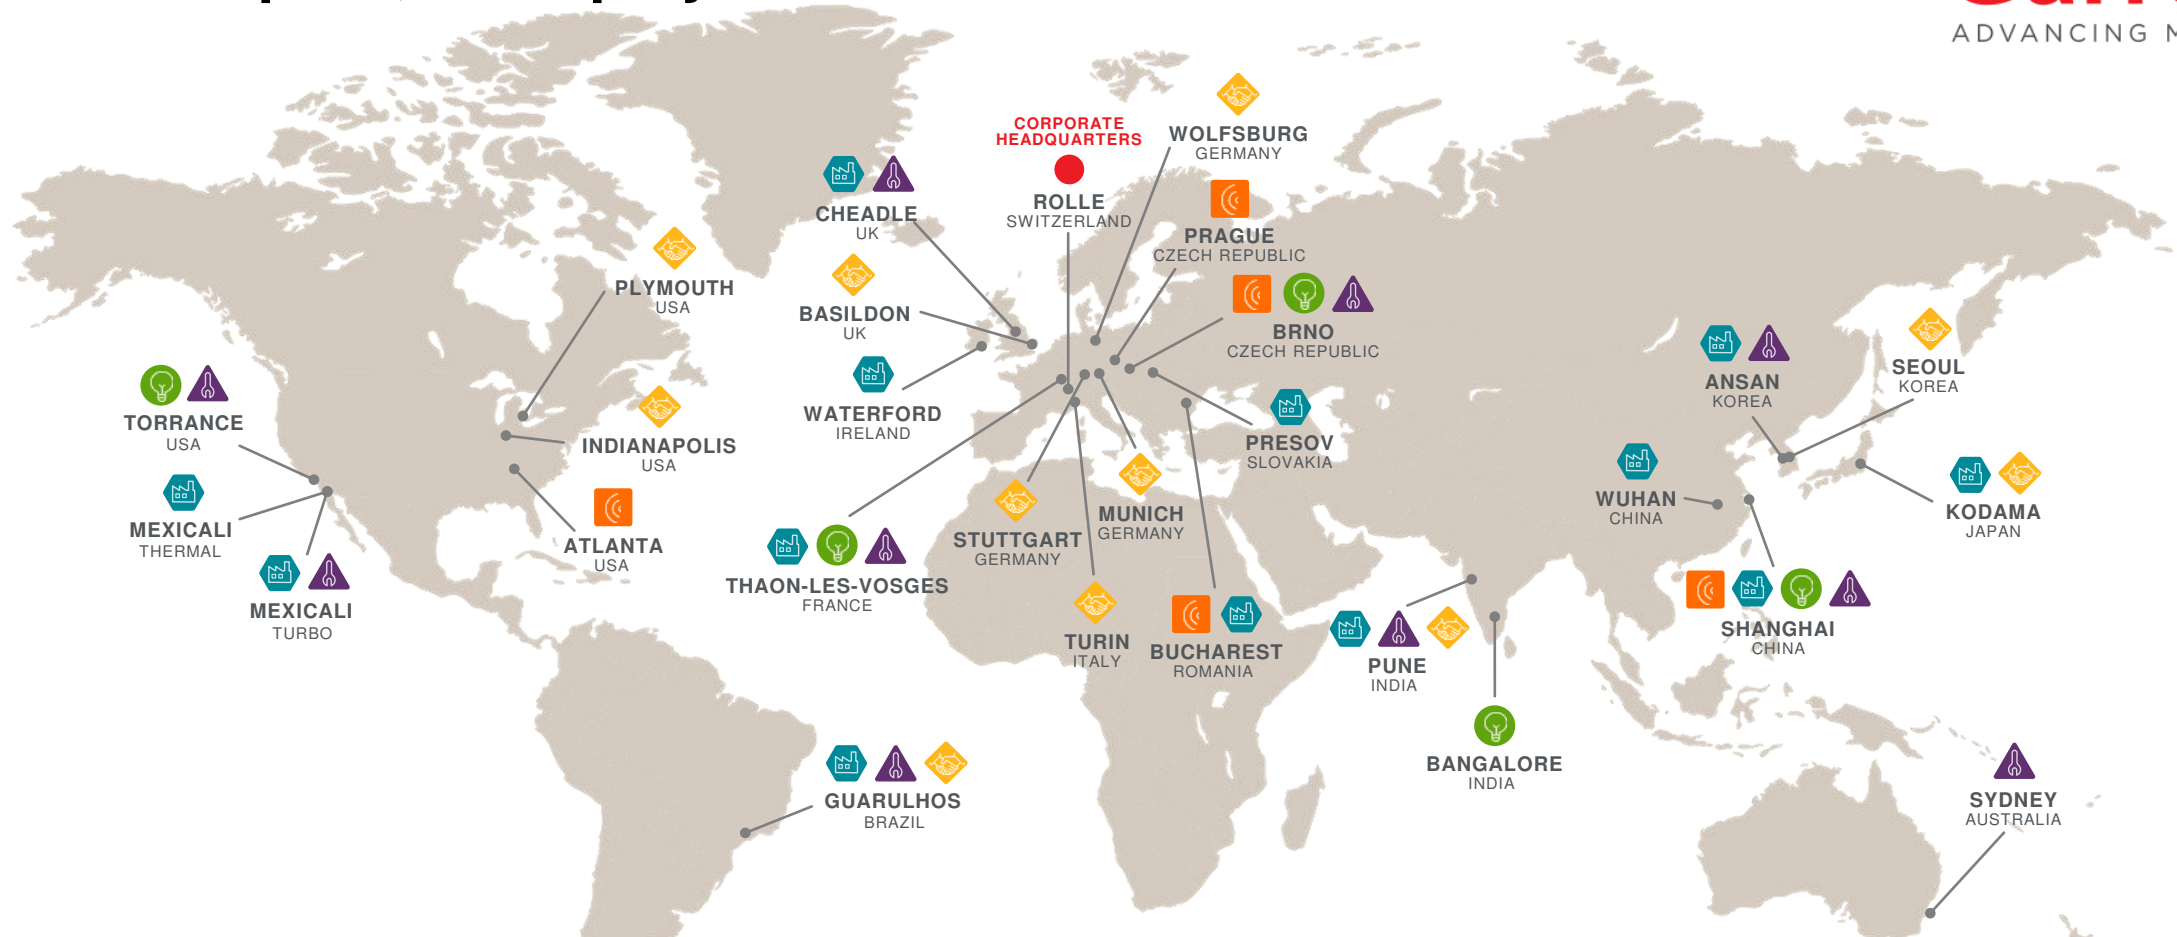 ADVANCING M
CORPORATE
HEADQUARTERS
ROLLE
SWITZERLAND
WOLFSBURG
GERMANY
CHEADLE
UK
PRAGUE
CZECH REPUBLIC
PLYMOUTH
USA
BASILDON
UK
BRNO
CZECH REPUBLIC
SEOUL
KOREA
ANSAN
KOREA
TORRANCE
USA
WATERFORD
IRELAND
INDIANAPOLIS
USA
PRESOV
SLOVAKIA
WUHAN
CHINA
KODAMA
JAPAN
MEXICALI
THERMAL
MUNICH
GERMANY
STUTTGART
GERMANY
ATLANTA
USA
THAON-LES-VOSGES
FRANCE
MEXICALI
TURBO
TURIN
ITALY
BUCHAREST
ROMANIA
PUNE
INDIA
SHANGHAI
CHINA
BANGALORE
INDIA
GUARULHOS
BRAZIL
SYDNEY
AUSTRALIA